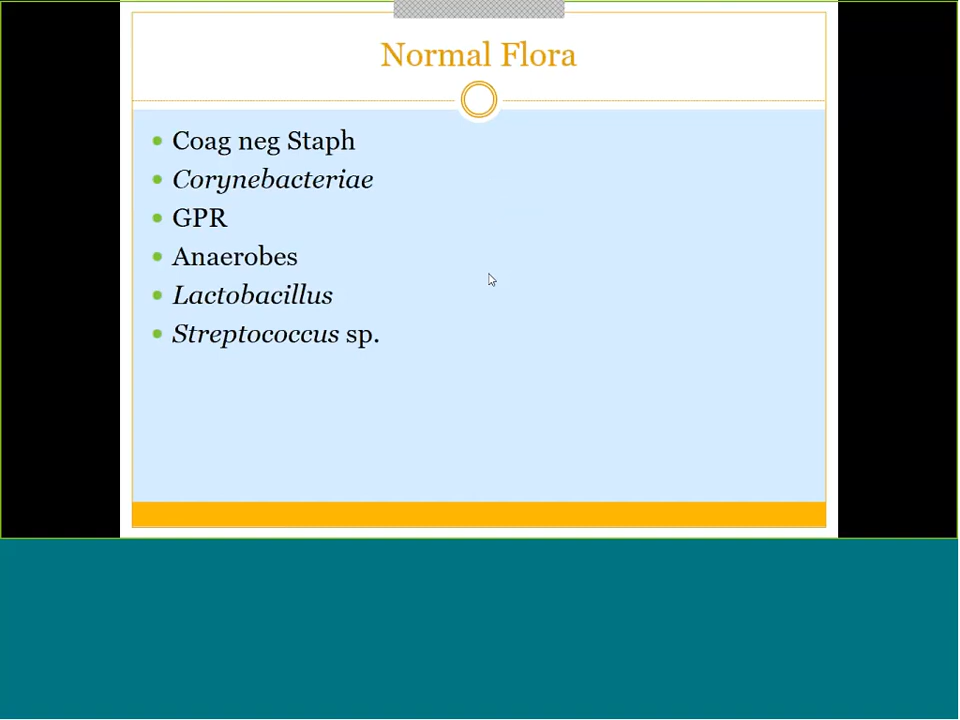 Normal Flora
Coag neg Staph
Corynebacteriae
GPR
Anaerobes
Lactobacillus
Streptococcus sp.